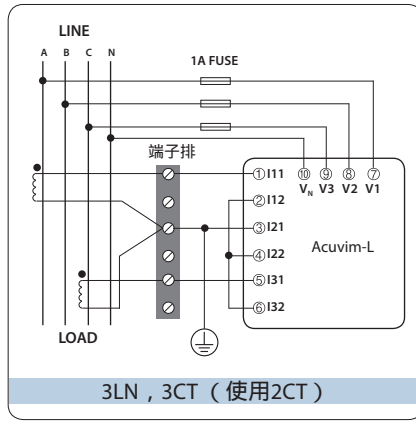 LINE
A B C N
1A FUSE
端子排
①I11
②I12
③I21
④I22
⑤I31
⑥I32
⑩ ⑨ ⑧ ⑦
VN V3 V2 V1
Acuvim-L
LOAD
3LN , 3CT ( 使用2CT )